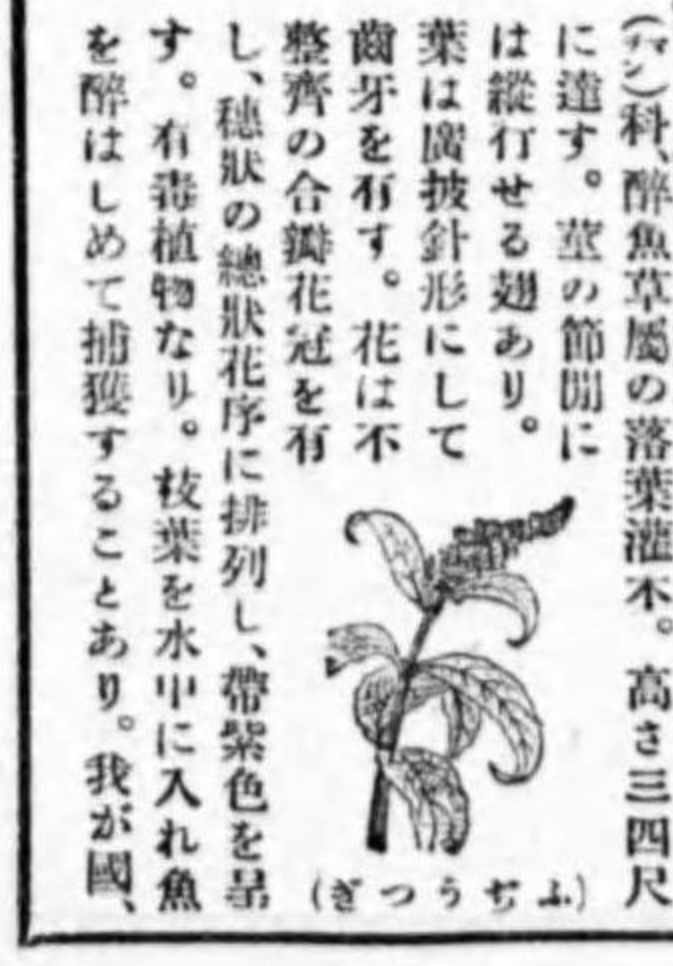 (マチン)科、醉魚草屬の落葉灌木。高さ三四尺
に達す。莖の節間に
は縱行せる翅あり。
葉は廣披針形にして
齒牙を有す。花は不
整齊の合瓣花冠を有
し、穗狀の總狀花序に排列し、帶紫色を呈
す。有毒植物なり。枝葉を水中に入れ魚
を醉はしめて捕獲することあり。我が國、
(ふぢうつぎ)